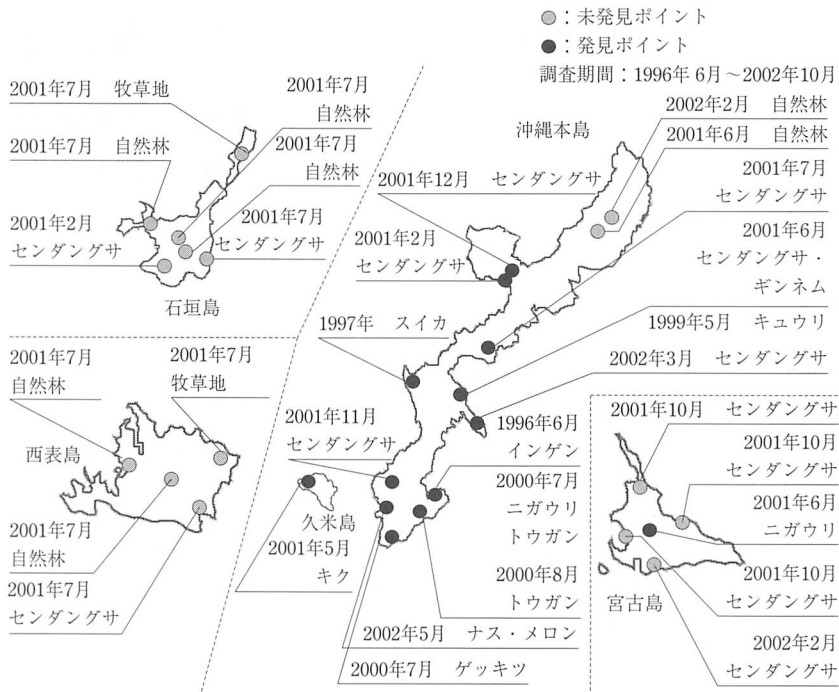 ●：未発見ポイント
●：発見ポイント
調査期間：1996年 6月～2002年10月
2001年7月　牧草地
2001年7月
自然林
2001年7月　自然林
2001年7月
自然林
2001年2月
センダングサ
2001年7月
センダングサ
石垣島
沖縄本島
2002年2月　自然林
2001年6月　自然林
2001年7月
センダングサ
2001年12月　センダングサ
2001年6月
センダングサ・
ギンネム
2001年2月
センダングサ
1997年　スイカ
1999年5月　キュウリ
2002年3月　センダングサ
2001年7月
自然林
2001年7月
牧草地
西表島
2001年7月
自然林
2001年7月
センダングサ
2001年11月
センダングサ
久米島
2001年5月
キク
1996年6月
インゲン
2000年7月
ニガウリ
トウガン
2000年8月
トウガン
2002年5月　ナス・メロン
2000年7月　ゲッキツ
2001年10月　センダングサ
2001年10月
センダングサ
2001年6月
ニガウリ
2001年10月
センダングサ
宮古島
2002年2月
センダングサ